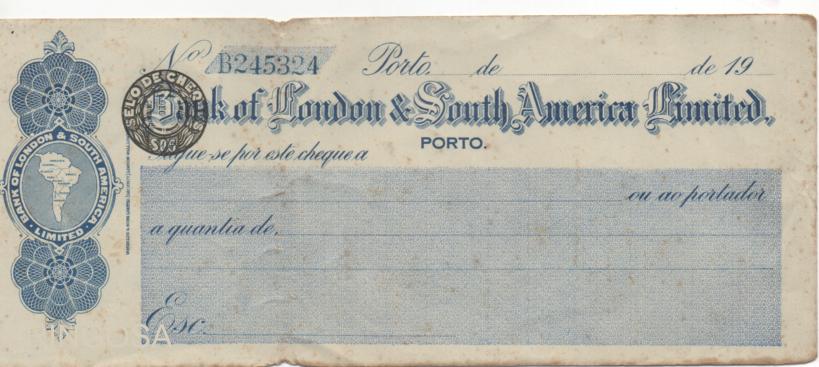 Nº B245324 Porto, de de 19
SELO DE CHEQUES
$05
Bank of London & South America Limited,
PORTO.
Pague-se por este cheque a
ou ao portador
a quantia de,
Esc.
BANK OF LONDON & SOUTH AMERICA
· LIMITED ·